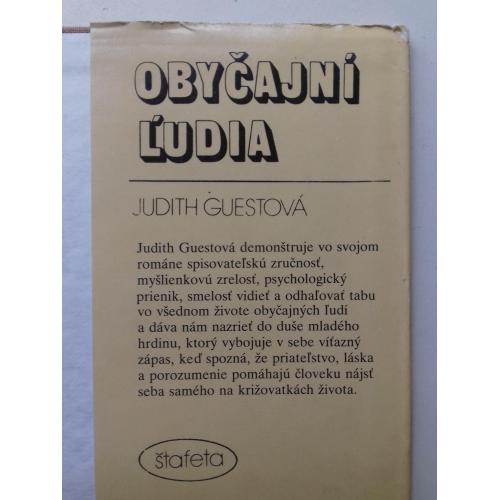 OBYČAJNÍ
ĽUDIA
JUDITH GUESTOVÁ
Judith Guestová demonštruje vo svojom
románe spisovateľskú zručnosť,
myšlienkovú zrelosť, psychologický
prienik, smelosť vidieť a odhaľovať tabu
vo všednom živote obyčajných ľudí
a dáva nám nazrieť do duše mladého
hrdinu, ktorý vybojuje v sebe víťazný
zápas, keď spozná, že priateľstvo, láska
a porozumenie pomáhajú človeku nájsť
seba samého na križovatkách života.
štafeta